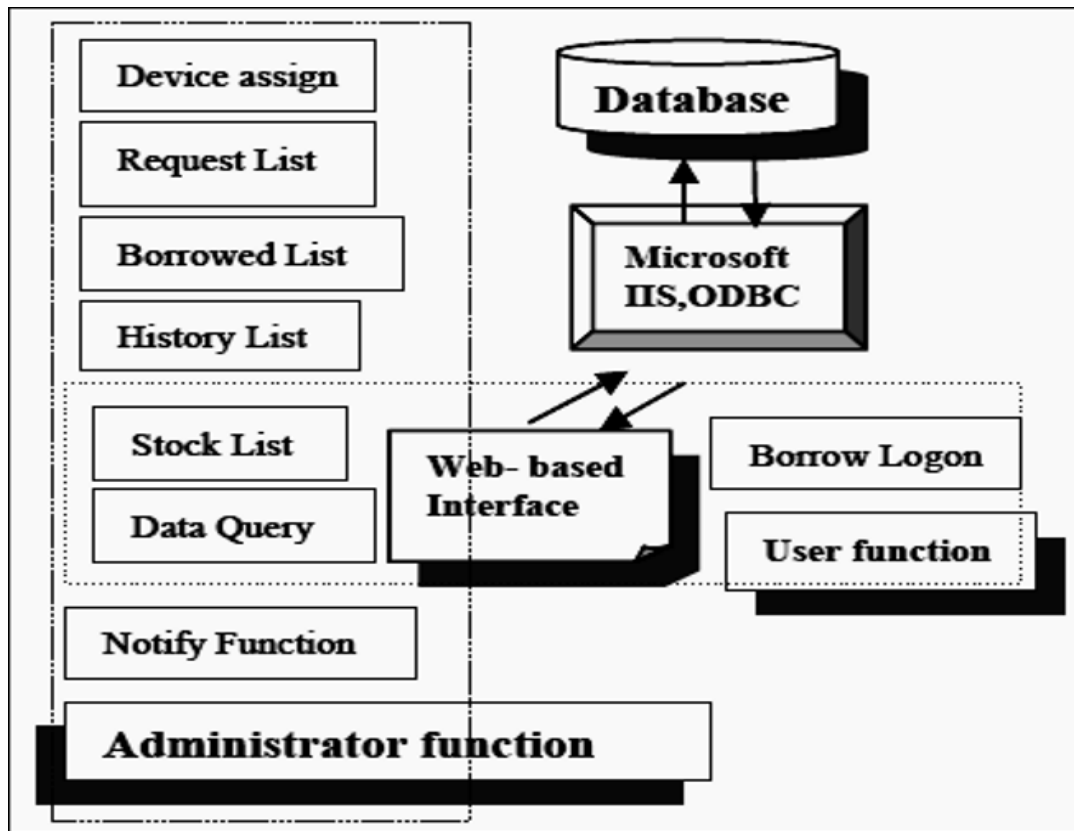 Device assign
Request List
Borrowed List
History List
Stock List
Data Query
Notify Function
Administrator function
Database
Microsoft
IIS,ODBC
Web- based
Interface
Borrow Logon
User function